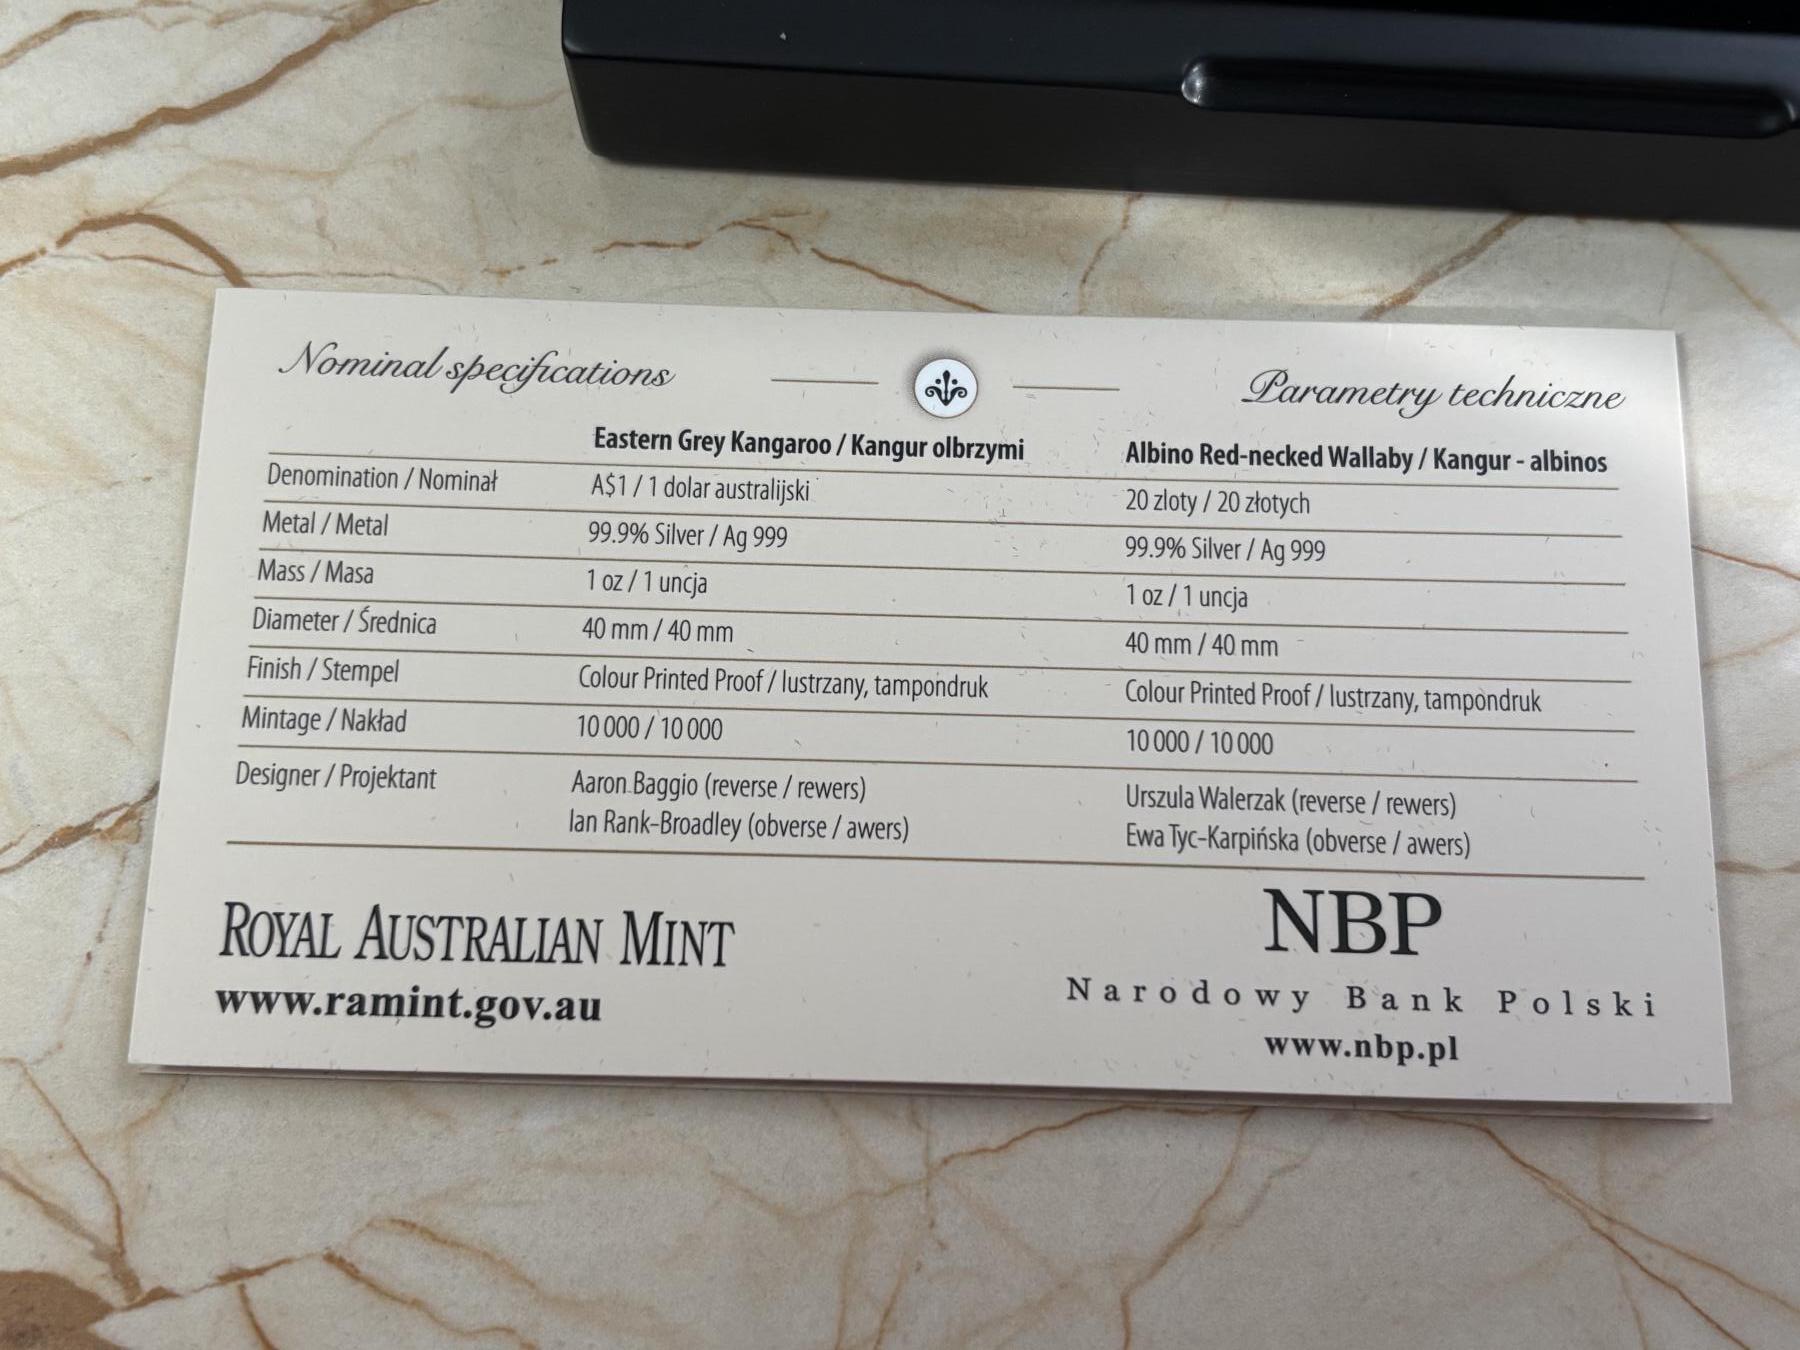 Nominal specifications Parametry techniczne
Eastern Grey Kangaroo / Kangur olbrzymi Albino Red-necked Wallaby / Kangur - albinos
Denomination / Nominał A$1 / 1 dolar australijski 20 zloty / 20 złotych
Metal / Metal 99.9% Silver / Ag 999 99.9% Silver / Ag 999
Mass / Masa 1 oz / 1 uncja 1 oz / 1 uncja
Diameter / Średnica 40 mm / 40 mm 40 mm / 40 mm
Finish / Stempel Colour Printed Proof / lustrzany, tampondruk Colour Printed Proof / lustrzany, tampondruk
Mintage / Nakład 10 000 / 10 000 10 000 / 10 000
Designer / Projektant Aaron Baggio (reverse / rewers) Urszula Walerzak (reverse / rewers)
Ian Rank-Broadley (obverse / awers) Ewa Tyc-Karpińska (obverse / awers)
ROYAL AUSTRALIAN MINT
www.ramint.gov.au
NBP
Narodowy Bank Polski
www.nbp.pl